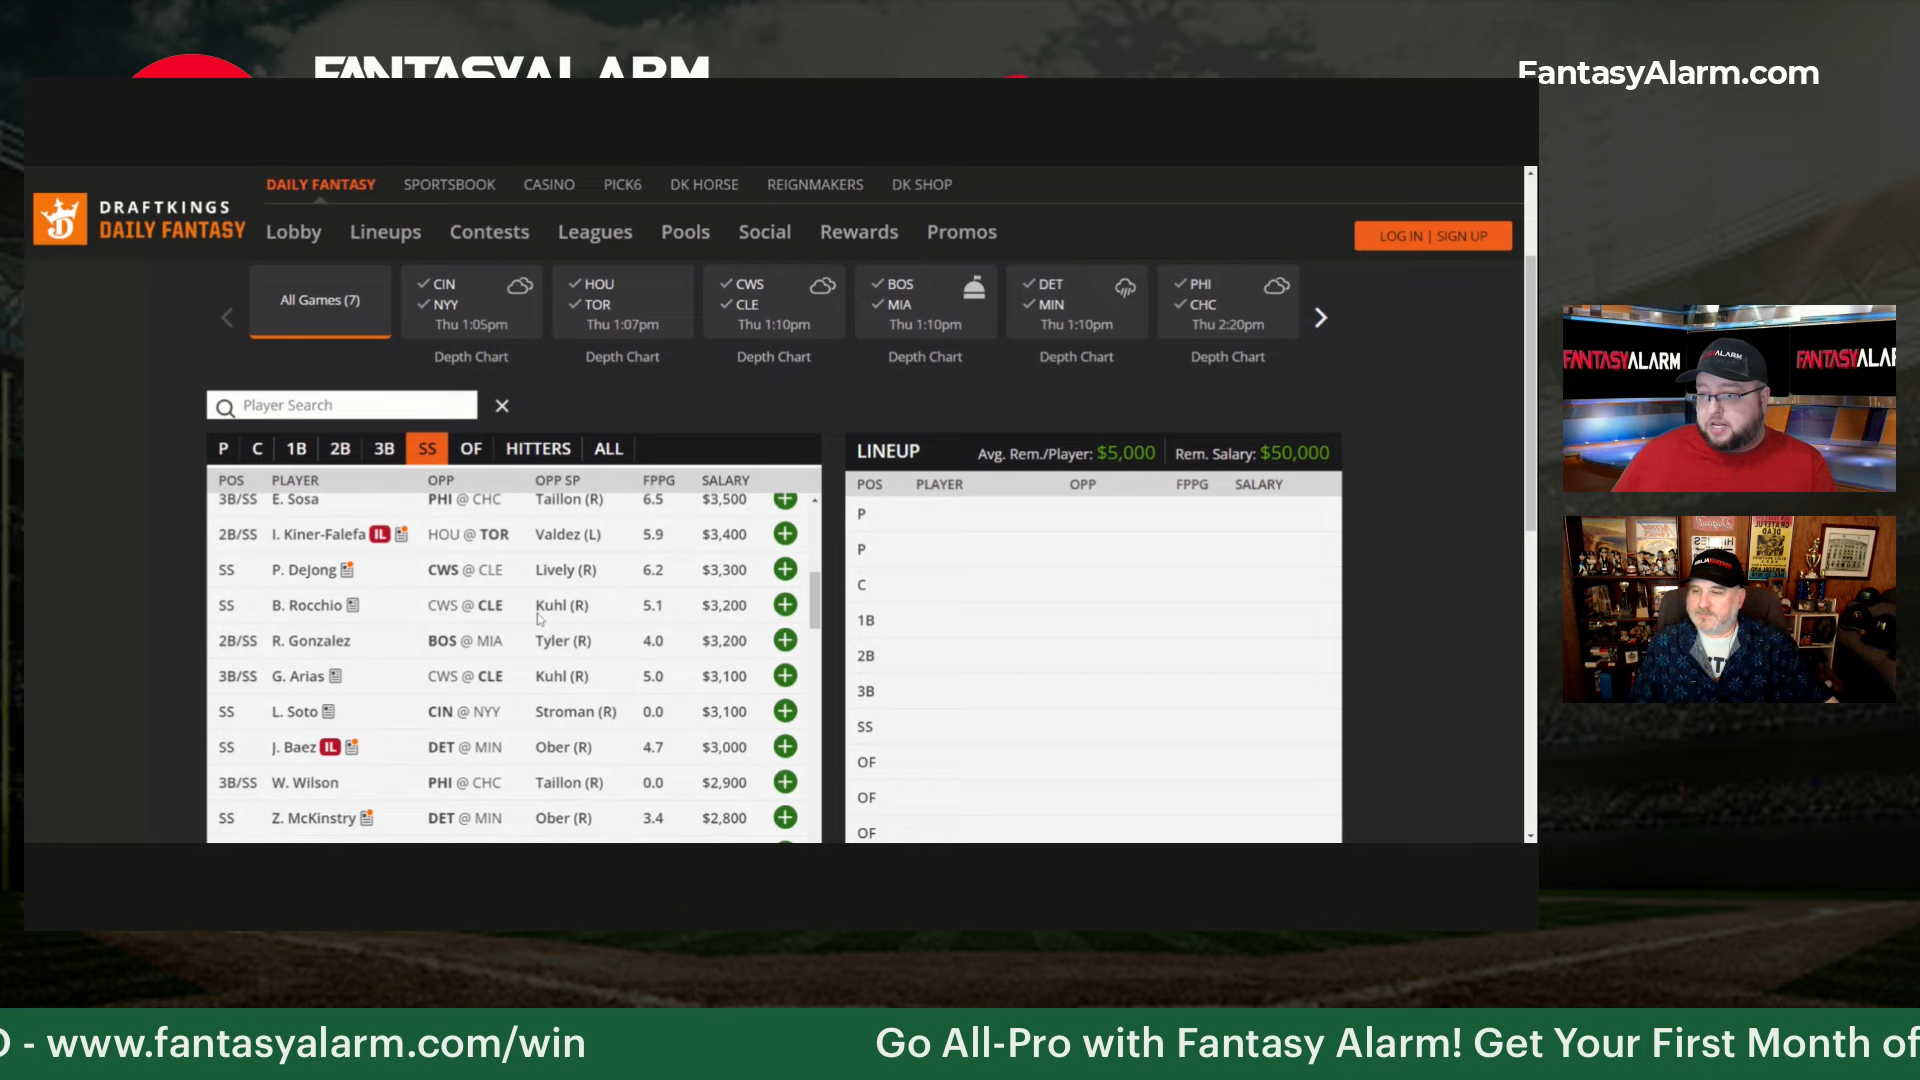 FANTASYALARM
FantasyAlarm.com
DAILY FANTASY SPORTSBOOK CASINO PICK6 DK HORSE REIGNMAKERS DK SHOP
DRAFTKINGS
DAILY FANTASY
Lobby Lineups Contests Leagues Pools Social Rewards Promos
LOG IN | SIGN UP
All Games (7)
CIN
NYY
Thu 1:05pm
Depth Chart
HOU
TOR
Thu 1:07pm
Depth Chart
CWS
CLE
Thu 1:10pm
Depth Chart
BOS
MIA
Thu 1:10pm
Depth Chart
DET
MIN
Thu 1:10pm
Depth Chart
PHI
CHC
Thu 2:20pm
Depth Chart
Player Search
P C 1B 2B 3B SS OF HITTERS ALL
POS PLAYER OPP OPP SP FPPG SALARY
3B/SS E. Sosa PHI @ CHC Taillon (R) 6.5 $3,500
2B/SS I. Kiner-Falefa IL HOU @ TOR Valdez (L) 5.9 $3,400
SS P. DeJong CWS @ CLE Lively (R) 6.2 $3,300
SS B. Rocchio CWS @ CLE Kuhl (R) 5.1 $3,200
2B/SS R. Gonzalez BOS @ MIA Tyler (R) 4.0 $3,200
3B/SS G. Arias CWS @ CLE Kuhl (R) 5.0 $3,100
SS L. Soto CIN @ NYY Stroman (R) 0.0 $3,100
SS J. Baez IL DET @ MIN Ober (R) 4.7 $3,000
3B/SS W. Wilson PHI @ CHC Taillon (R) 0.0 $2,900
SS Z. McKinstry DET @ MIN Ober (R) 3.4 $2,800
LINEUP Avg. Rem./Player: $5,000 Rem. Salary: $50,000
POS PLAYER OPP FPPG SALARY
P
P
C
1B
2B
3B
SS
OF
OF
OF
FANTASYALARM
ALARM
- www.fantasyalarm.com/win
Go All-Pro with Fantasy Alarm! Get Your First Month of